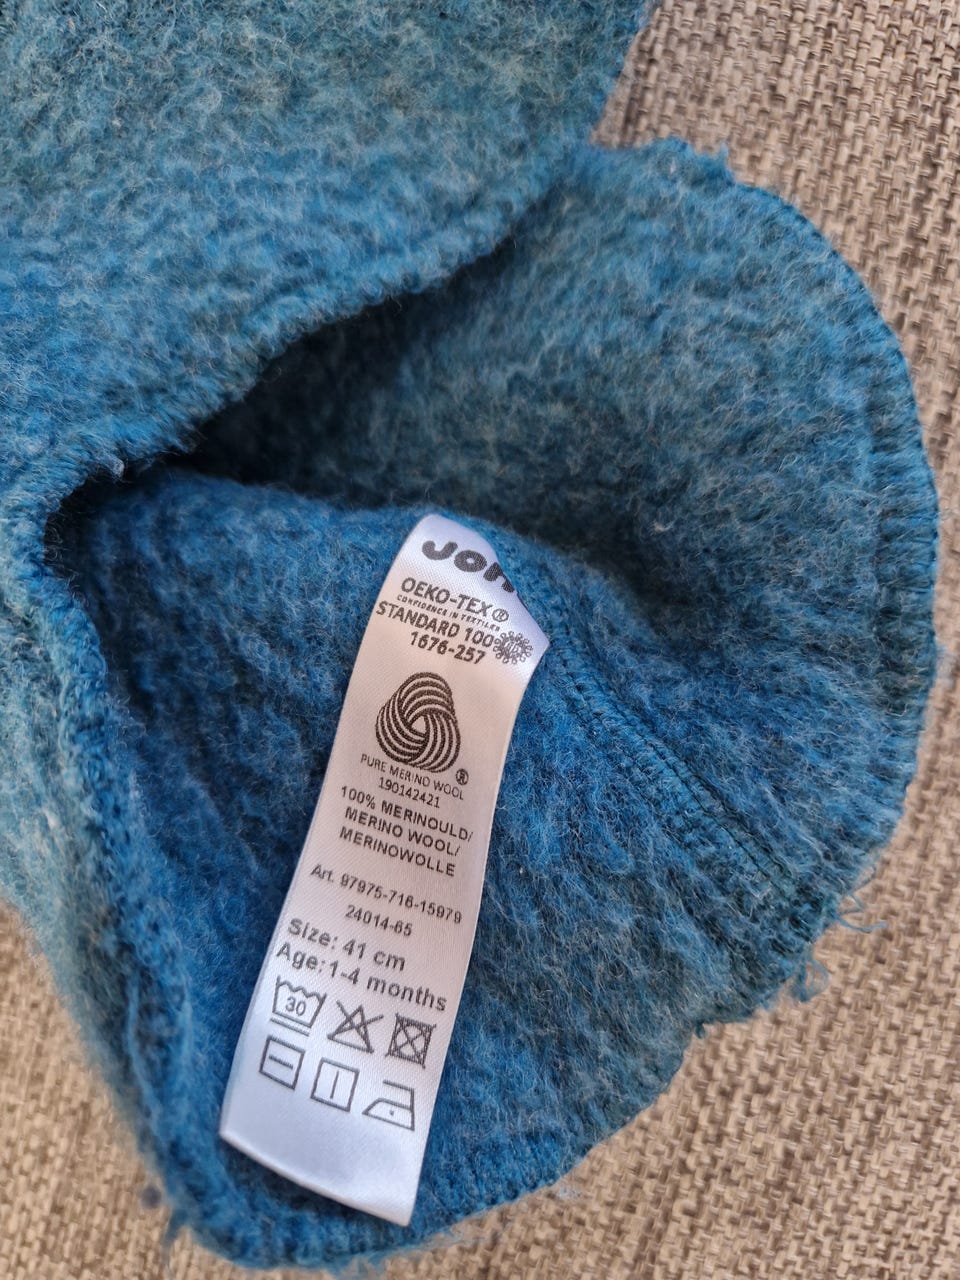 OEKO-TEX®
CONFIDENCE IN TEXTILES
STANDARD 100
1676-257
PURE MERINO WOOL
190142421
100% MERINOULD/
MERINO WOOL/
MERINOWOLLE
Art. 97975-716-15979
24014-65
Size: 41 cm
Age: 1-4 months
30